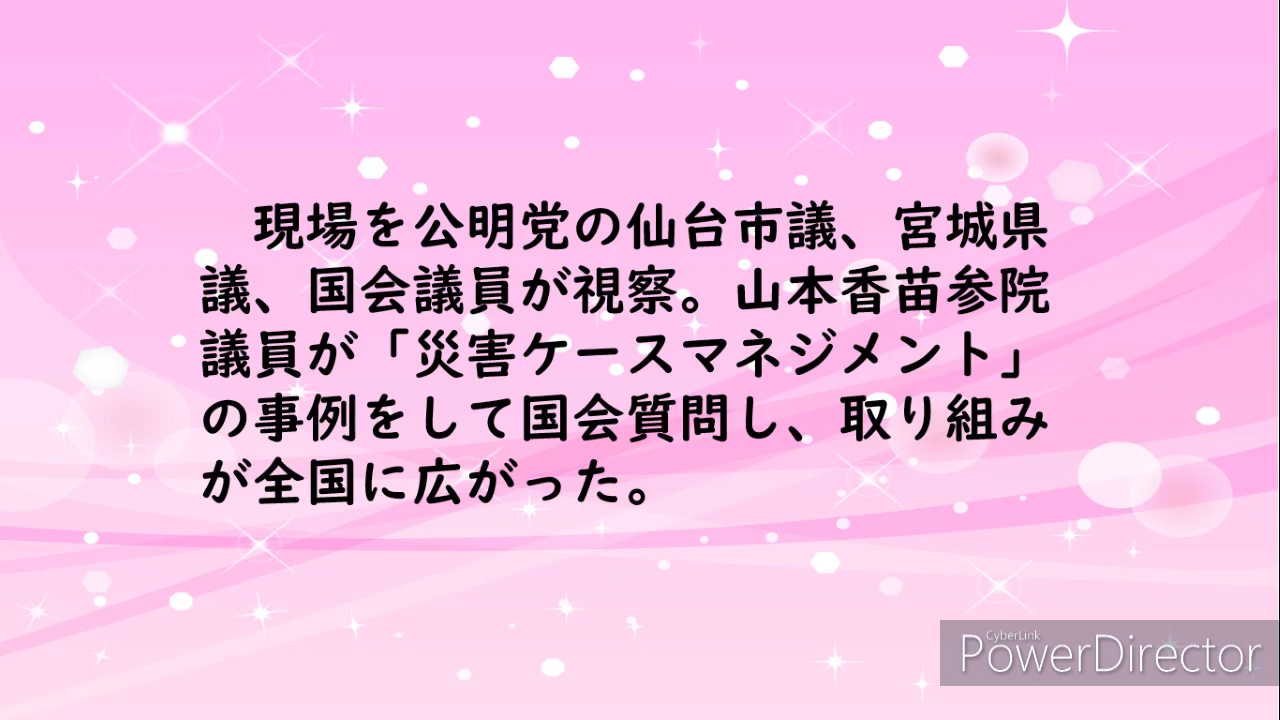 現場を公明党の仙台市議、宮城県
議、国会議員が視察。山本香苗参院
議員が「災害ケースマネジメント」
の事例をして国会質問し、取り組み
が全国に広がった。
CyberLink
PowerDirector